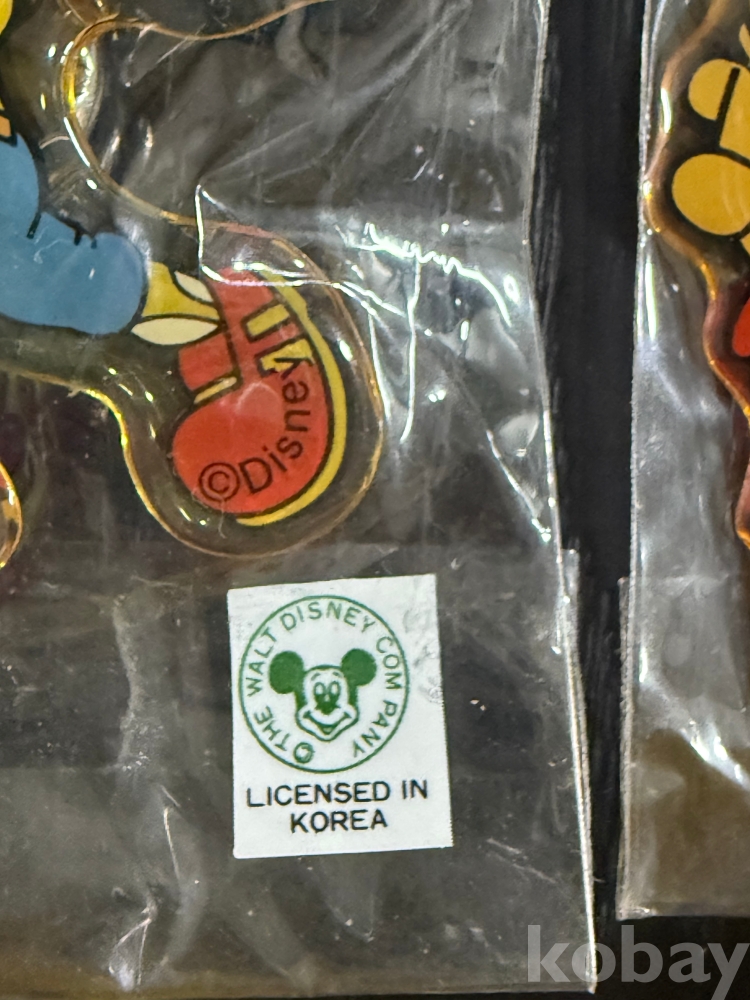 ©Disney
© THE WALT DISNEY COMPANY
LICENSED IN
KOREA
kobay